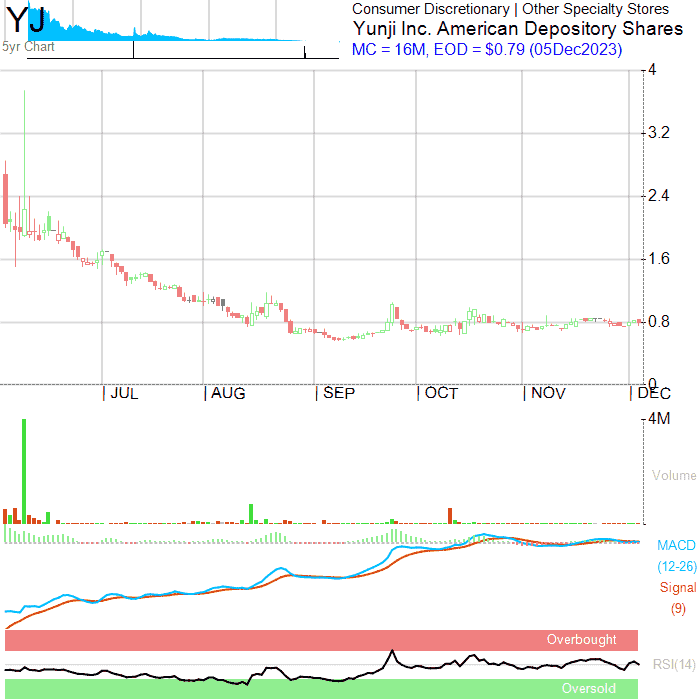 YJ
5yr Chart
Consumer Discretionary | Other Specialty Stores
Yunji Inc. American Depository Shares
MC = 16M, EOD = $0.79 (05Dec2023)
4
3.2
2.4
1.6
0.8
0
| JUL | AUG | SEP | OCT | NOV | DEC
4M
Volume
MACD
(12-26)
Signal
(9)
Overbought
RSI(14)
Oversold